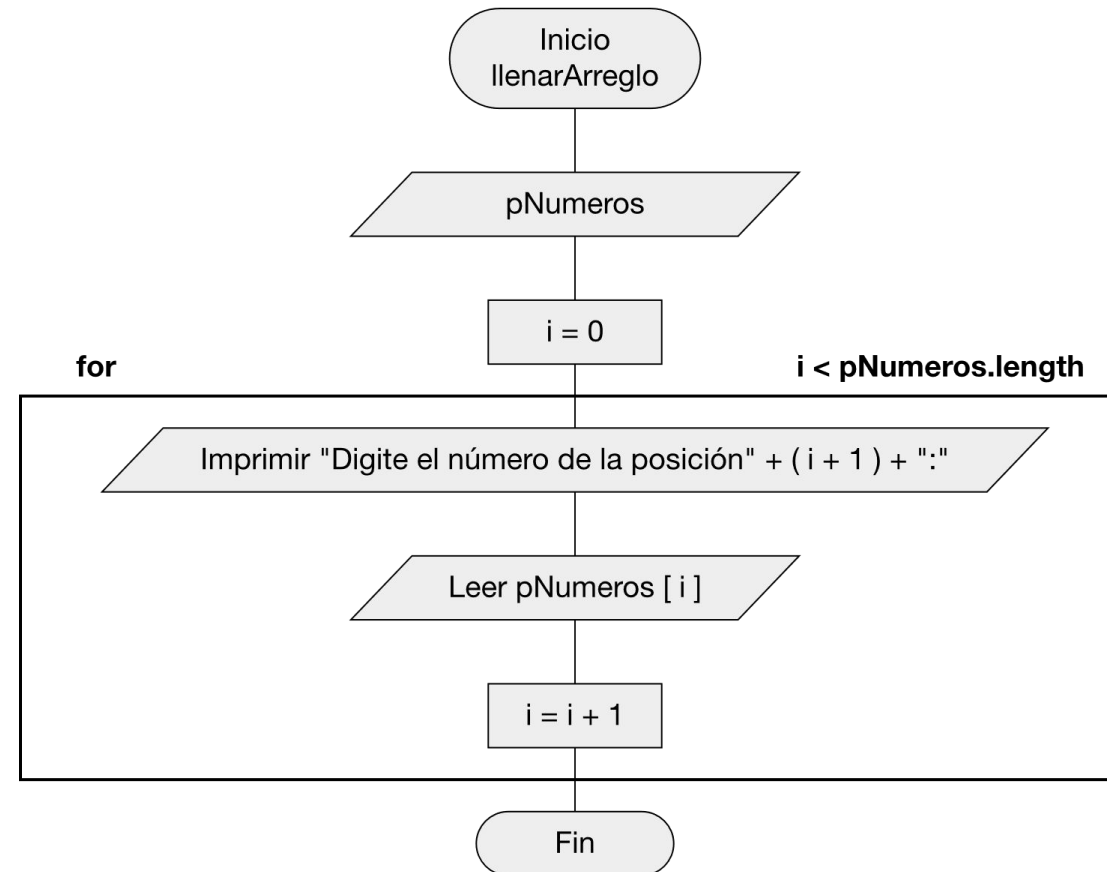 Inicio
llenarArreglo
pNumeros
i = 0
for
i < pNumeros.length
Imprimir "Digite el número de la posición" + ( i + 1 ) + ":"
Leer pNumeros [ i ]
i = i + 1
Fin